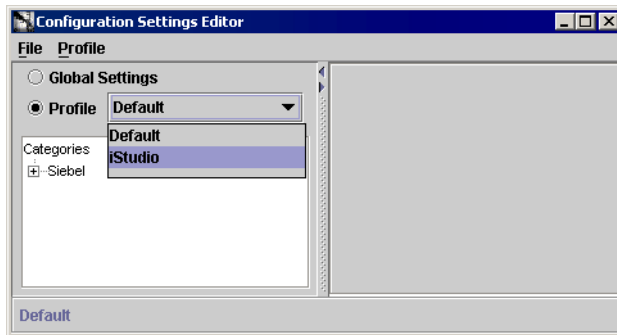 Configuration Settings Editor
File Profile
Global Settings
Profile Default
Default
iStudio
Categories
Siebel
Default